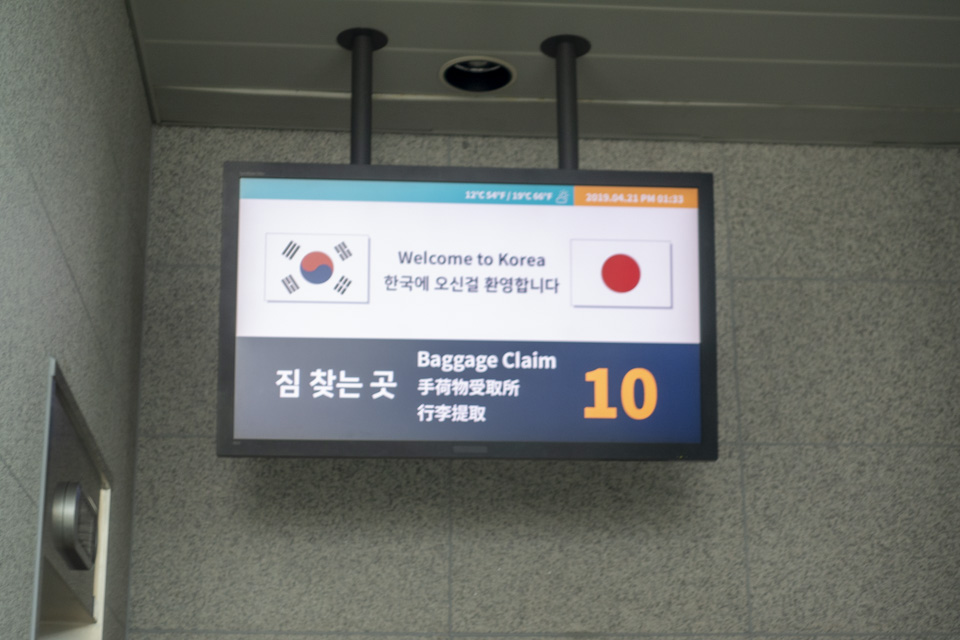 12°C 54°F / 19°C 66°F
2019.04.21 PM 01:33
Welcome to Korea
한국에 오신걸 환영합니다
짐 찾는 곳
Baggage Claim
手荷物受取所
行李提取
10